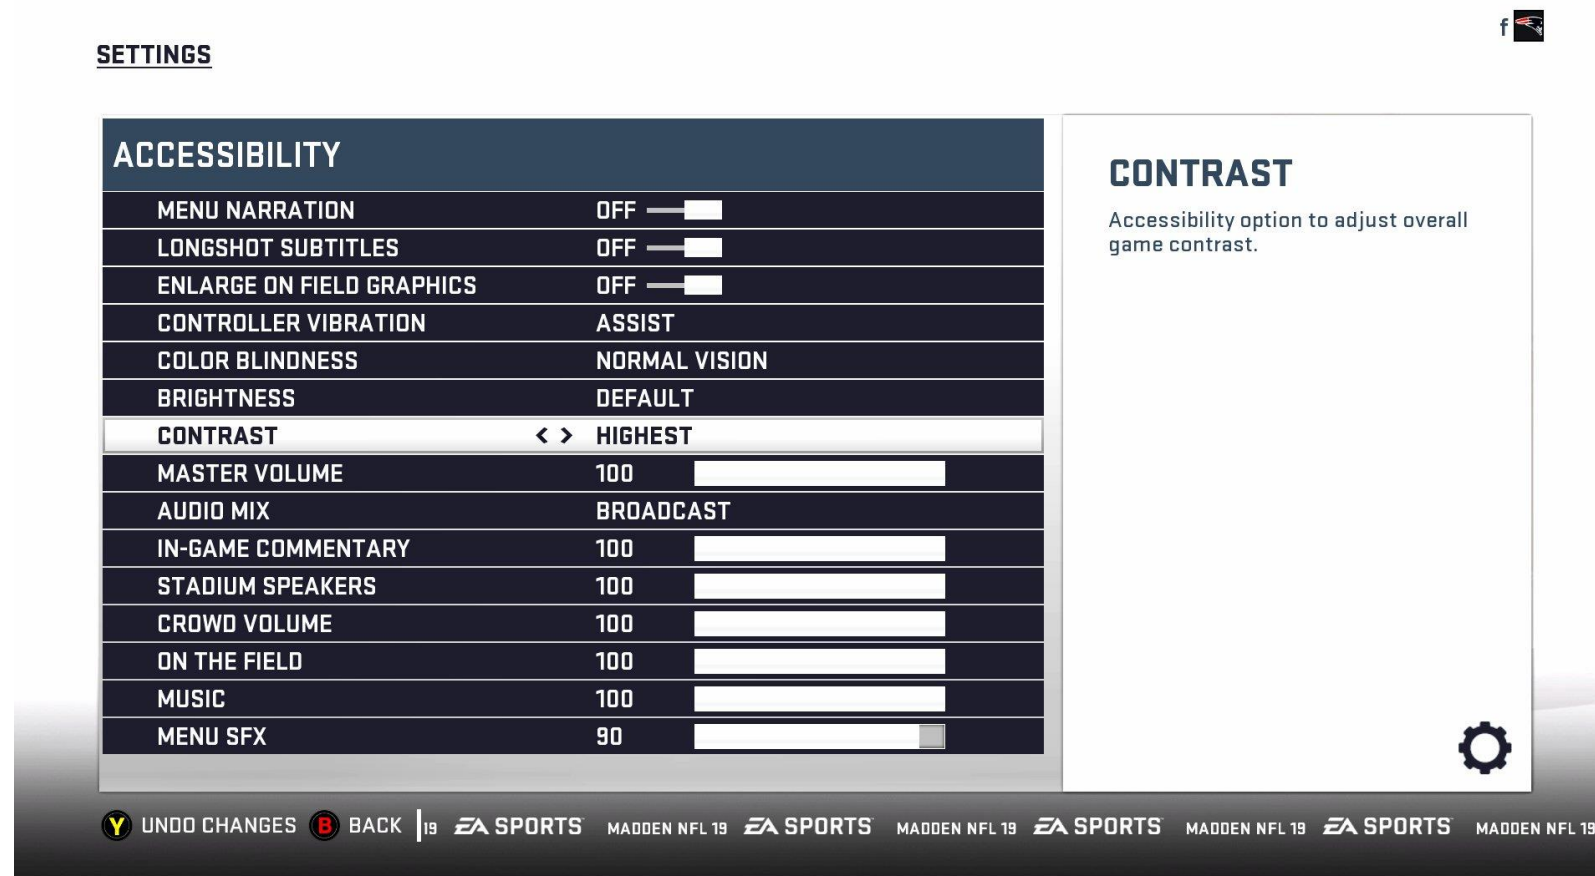 f
SETTINGS
ACCESSIBILITY
MENU NARRATION OFF
LONGSHOT SUBTITLES OFF
ENLARGE ON FIELD GRAPHICS OFF
CONTROLLER VIBRATION ASSIST
COLOR BLINDNESS NORMAL VISION
BRIGHTNESS DEFAULT
CONTRAST < > HIGHEST
MASTER VOLUME 100
AUDIO MIX BROADCAST
IN-GAME COMMENTARY 100
STADIUM SPEAKERS 100
CROWD VOLUME 100
ON THE FIELD 100
MUSIC 100
MENU SFX 90
CONTRAST
Accessibility option to adjust overall
game contrast.
Y UNDO CHANGES B BACK 19 EA SPORTS MADDEN NFL 19 EA SPORTS MADDEN NFL 19 EA SPORTS MADDEN NFL 19 EA SPORTS MADDEN NFL 19